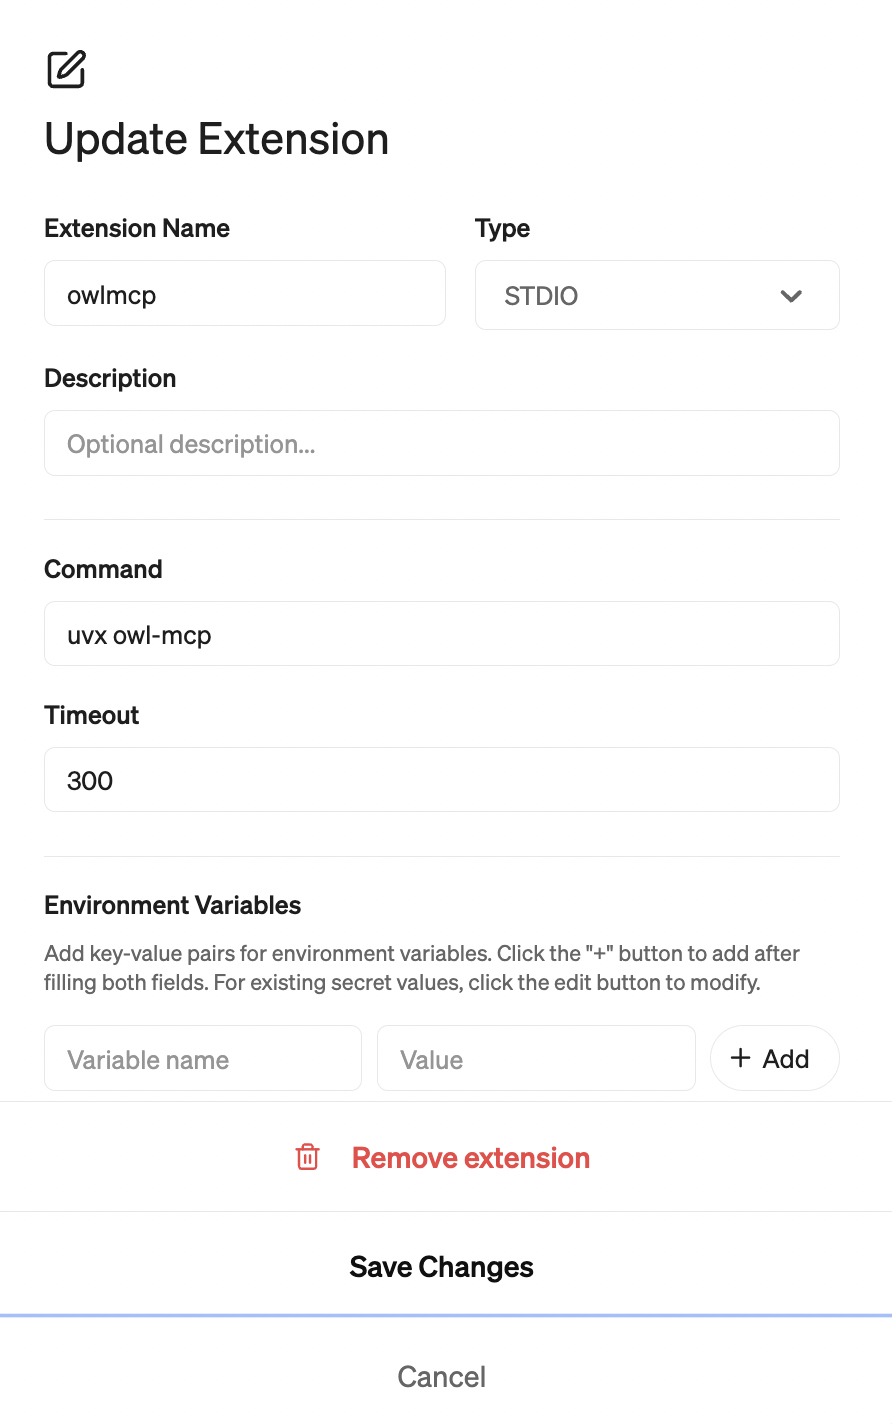 Update Extension
Extension Name
Type
owlmcp
STDIO
Description
Optional description...
Command
uvx owl-mcp
Timeout
300
Environment Variables
Add key-value pairs for environment variables. Click the "+" button to add after
filling both fields. For existing secret values, click the edit button to modify.
Variable name
Value
+ Add
Remove extension
Save Changes
Cancel